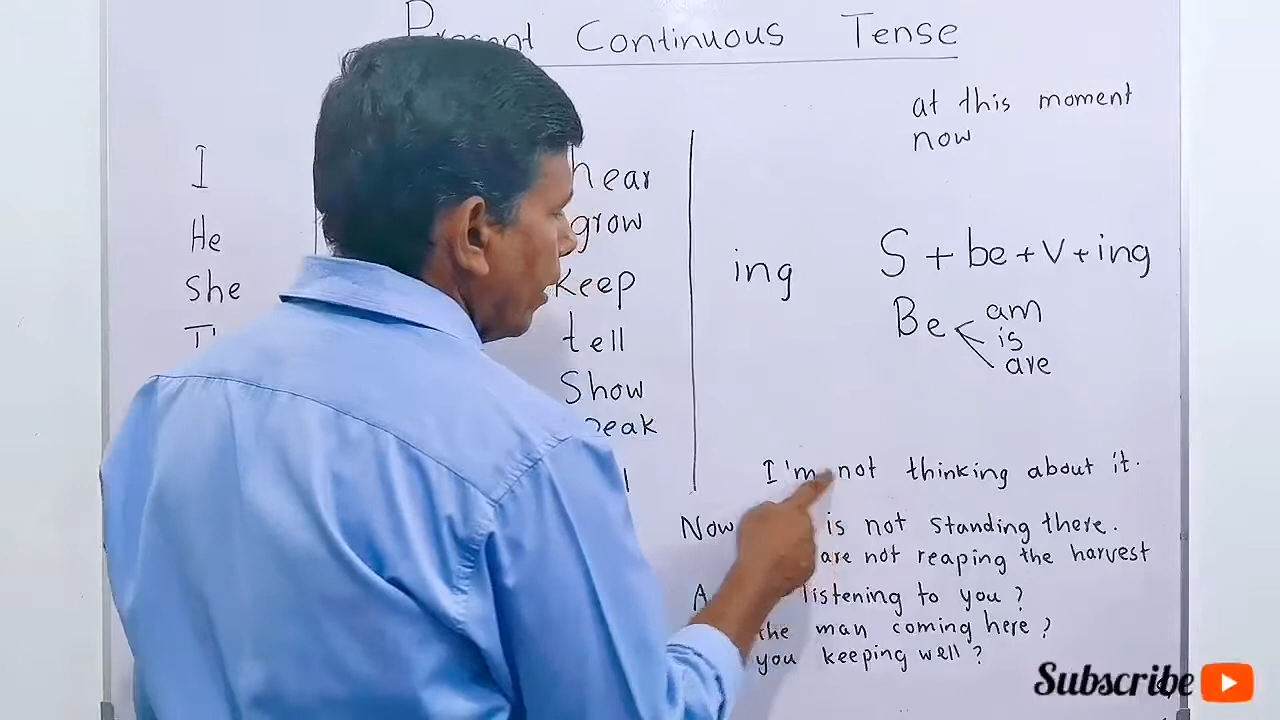 Present Continuous Tense
at this moment
now
I
He
She
hear
grow
keep
tell
Show
ing
S + be + V + ing
Be
am
is
are
I'm not thinking about it.
Now is not standing there.
are not reaping the harvest
listening to you ?
the man coming here ?
you keeping well ?
Subscribe